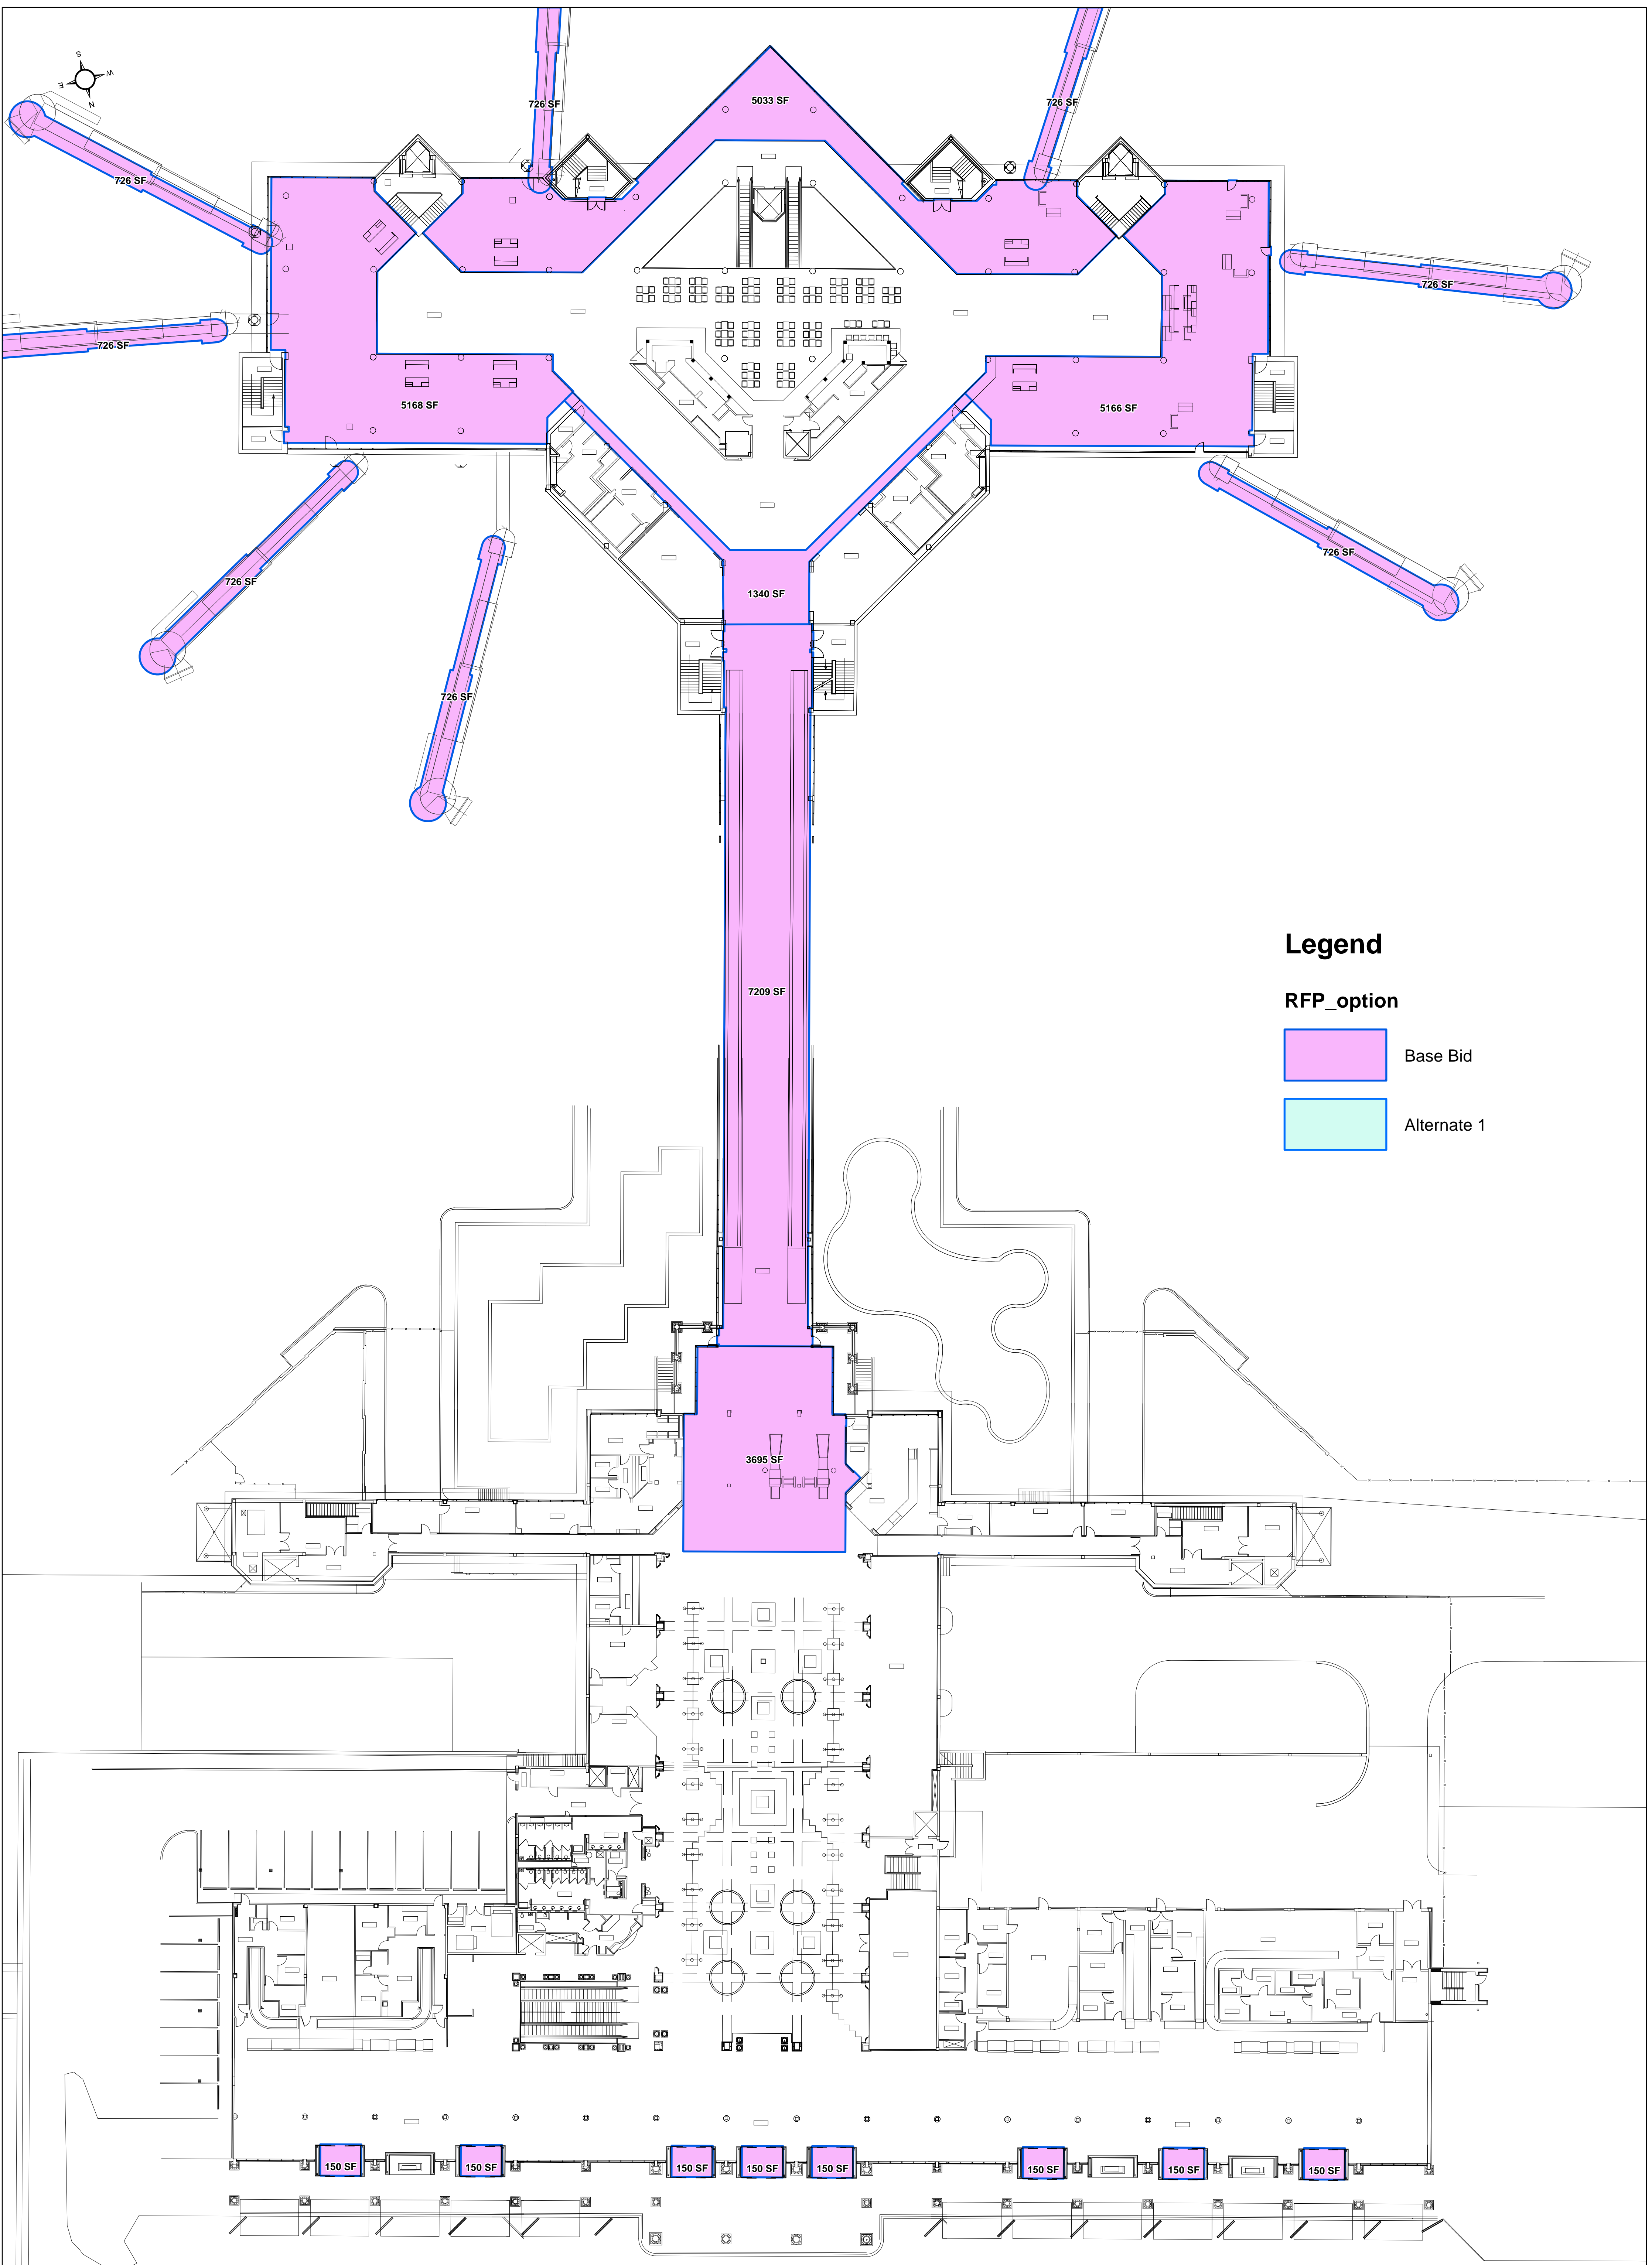 S
W
E
N
5033 SF
726 SF
726 SF
726 SF
726 SF
726 SF
5168 SF
5166 SF
726 SF
726 SF
1340 SF
726 SF
7209 SF
Legend
RFP_option
Base Bid
Alternate 1
3695 SF
150 SF
150 SF
150 SF
150 SF
150 SF
150 SF
150 SF
150 SF